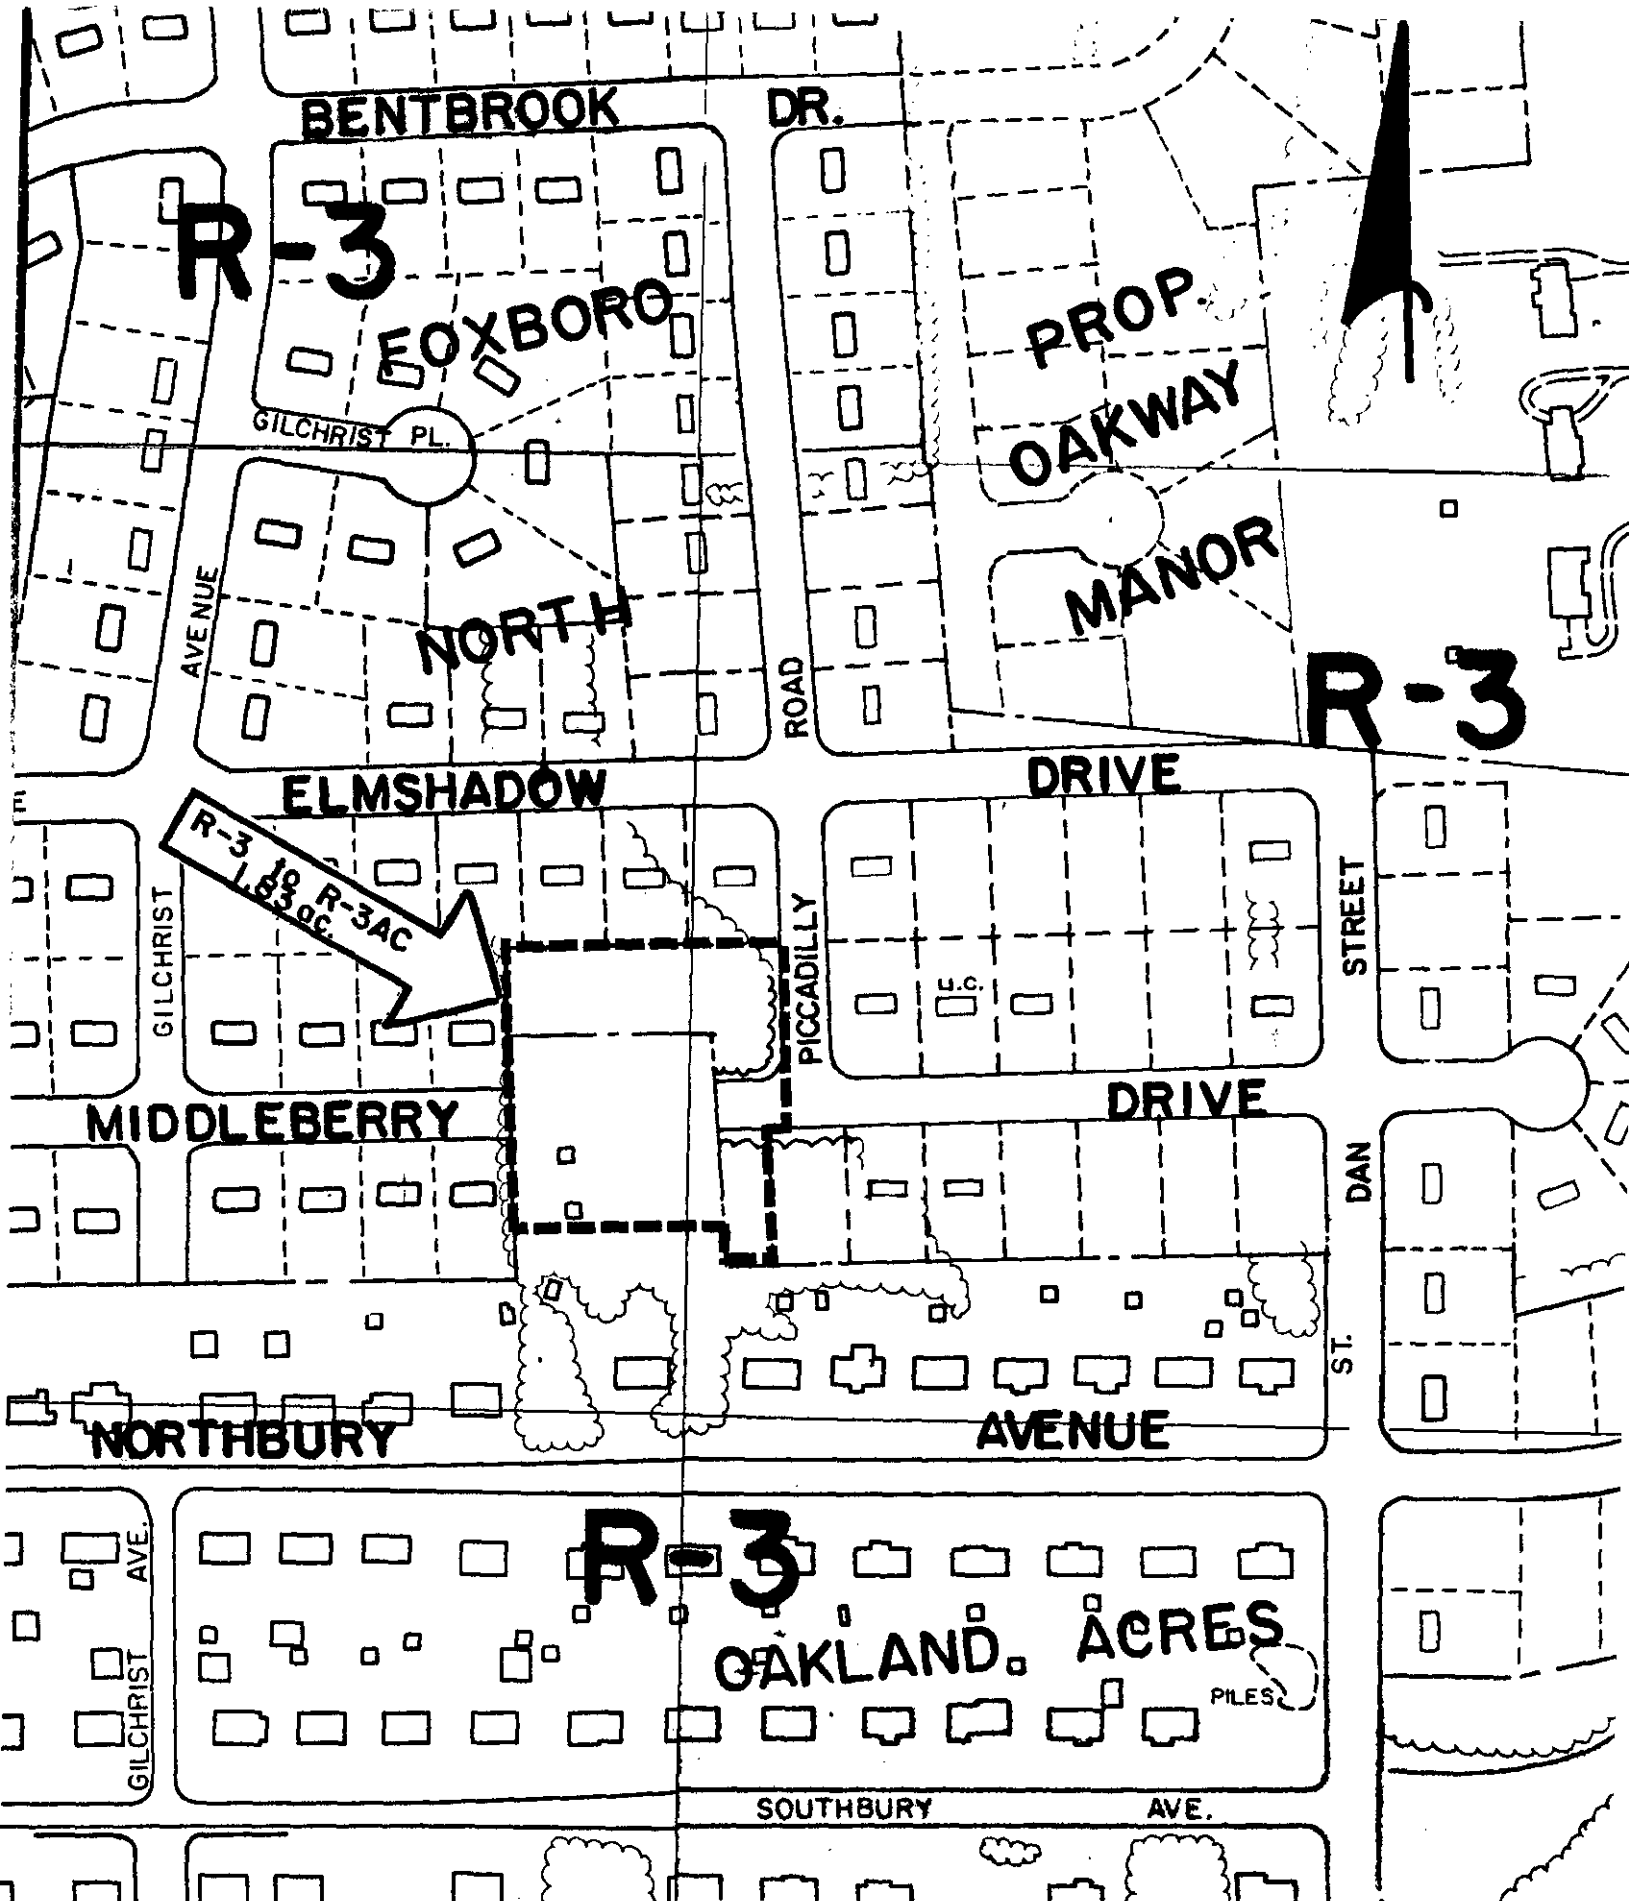 BENTBROOK DR.
R-3
FOXBORO
PROP.
OAKWAY
MANOR
GILCHRIST PL.
AVENUE
NORTH
ROAD
R-3
ELMSHADOW DRIVE
R-3 to R-3AC
1.83 ac.
GILCHRIST
PICCADILLY
STREET
U.C.
MIDDLEBERRY DRIVE
DAN
ST.
NORTHBURY AVENUE
R-3
AVE.
GILCHRIST
OAKLAND ACRES
PILES
SOUTHBURY AVE.